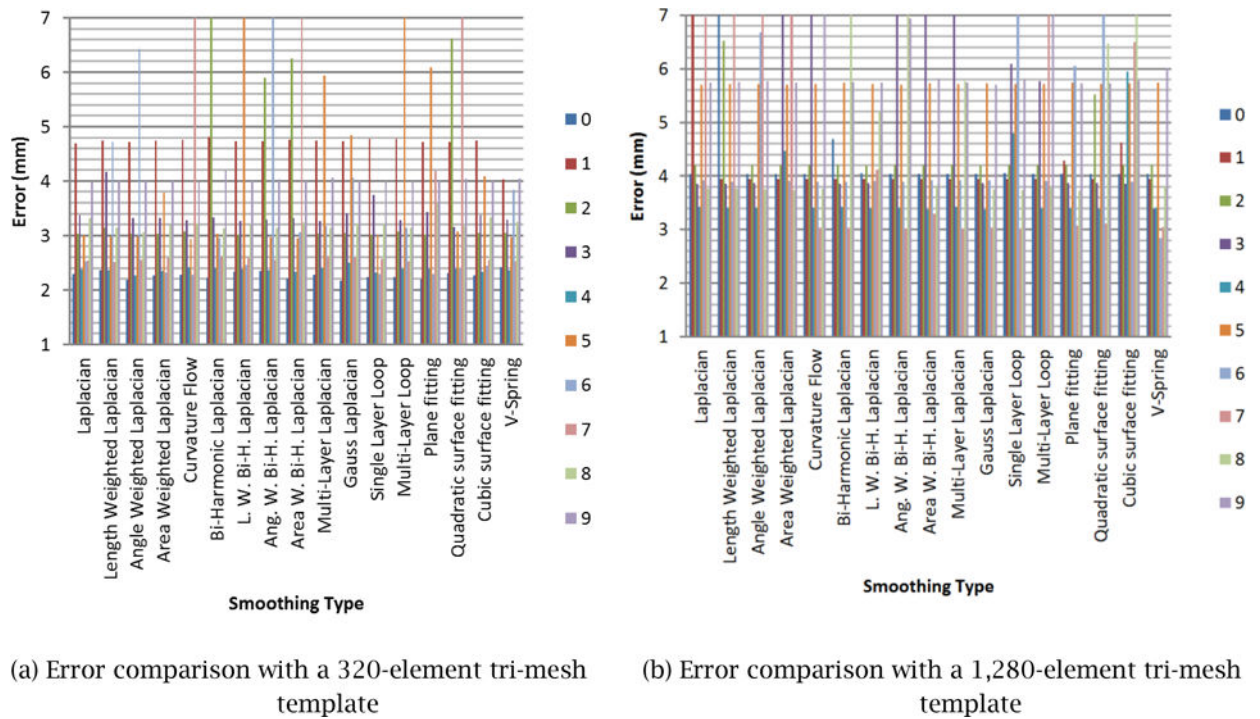 7
6
5
4
3
2
1
Error (mm)
Laplacian
Length Weighted Laplacian
Angle Weighted Laplacian
Area Weighted Laplacian
Curvature Flow
Bi-Harmonic Laplacian
L. W. Bi-H. Laplacian
Ang. W. Bi-H. Laplacian
Area W. Bi-H. Laplacian
Multi-Layer Laplacian
Gauss Laplacian
Single Layer Loop
Multi-Layer Loop
Plane fitting
Quadratic surface fitting
Cubic surface fitting
V-Spring
Smoothing Type
0
1
2
3
4
5
6
7
8
9
(a) Error comparison with a 320-element tri-mesh
template
7
6
5
4
3
2
1
Error (mm)
Laplacian
Length Weighted Laplacian
Angle Weighted Laplacian
Area Weighted Laplacian
Curvature Flow
Bi-Harmonic Laplacian
L. W. Bi-H. Laplacian
Ang. W. Bi-H. Laplacian
Area W. Bi-H. Laplacian
Multi-Layer Laplacian
Gauss Laplacian
Single Layer Loop
Multi-Layer Loop
Plane fitting
Quadratic surface fitting
Cubic surface fitting
V-Spring
Smoothing Type
0
1
2
3
4
5
6
7
8
9
(b) Error comparison with a 1,280-element tri-mesh
template